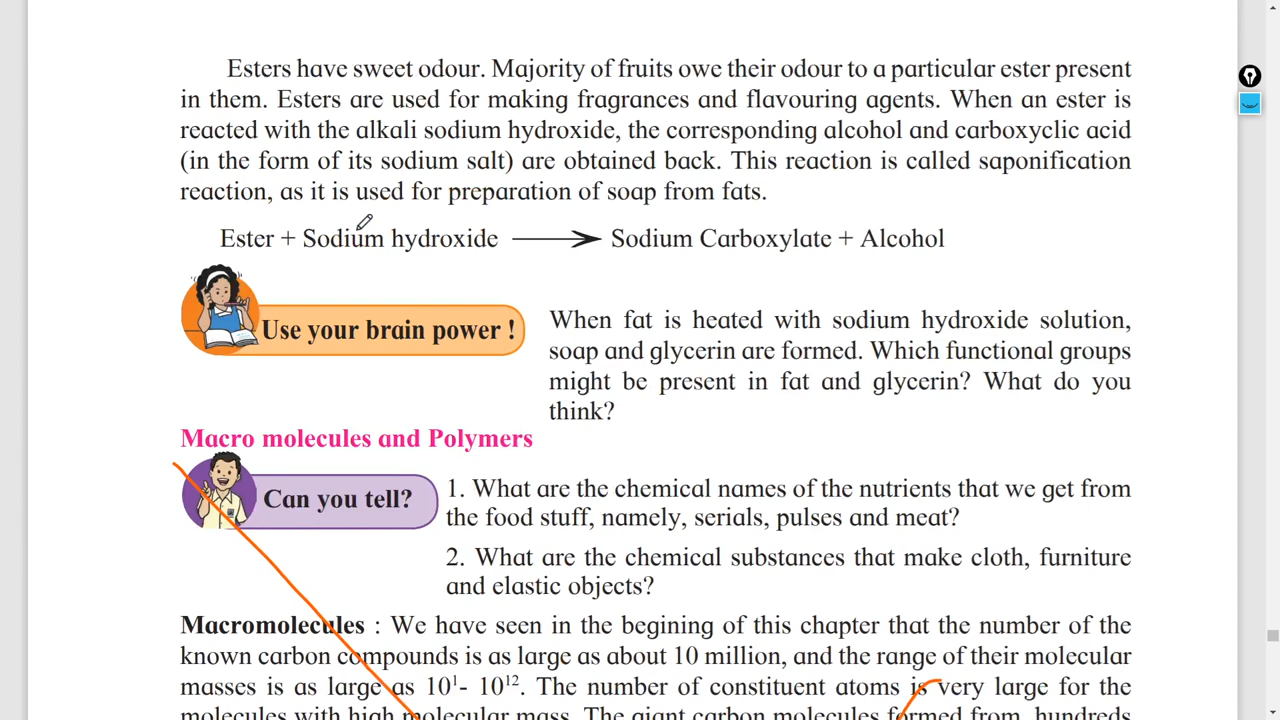 Esters have sweet odour. Majority of fruits owe their odour to a particular ester present
in them. Esters are used for making fragrances and flavouring agents. When an ester is
reacted with the alkali sodium hydroxide, the corresponding alcohol and carboxyclic acid
(in the form of its sodium salt) are obtained back. This reaction is called saponification
reaction, as it is used for preparation of soap from fats.
Ester + Sodium hydroxide ⟶ Sodium Carboxylate + Alcohol
Use your brain power !
When fat is heated with sodium hydroxide solution,
soap and glycerin are formed. Which functional groups
might be present in fat and glycerin? What do you
think?
Macro molecules and Polymers
Can you tell?
1. What are the chemical names of the nutrients that we get from
the food stuff, namely, serials, pulses and meat?
2. What are the chemical substances that make cloth, furniture
and elastic objects?
Macromolecules : We have seen in the begining of this chapter that the number of the
known carbon compounds is as large as about 10 million, and the range of their molecular
masses is as large as 10¹- 10¹². The number of constituent atoms is very large for the
molecules with high molecular mass. The giant carbon molecules formed from, hundreds